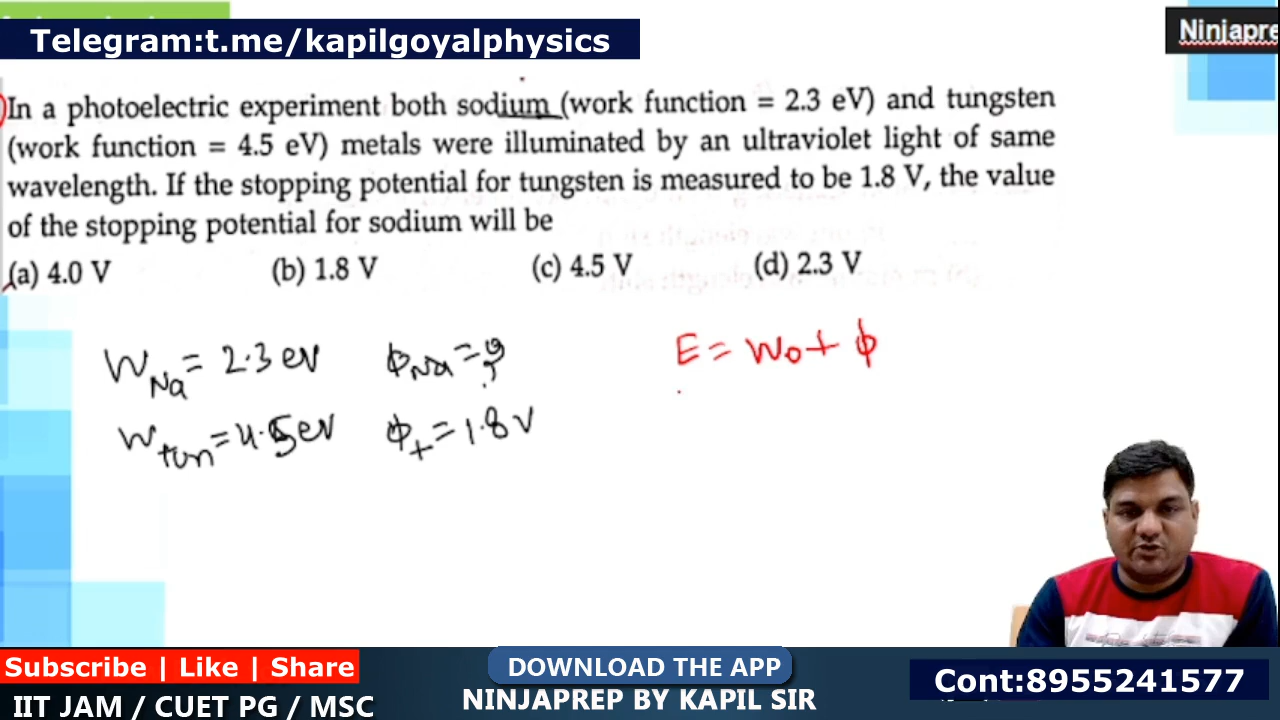 Telegram:t.me/kapilgoyalphysics
Ninjapre
In a photoelectric experiment both sodium (work function = 2.3 eV) and tungsten
(work function = 4.5 eV) metals were illuminated by an ultraviolet light of same
wavelength. If the stopping potential for tungsten is measured to be 1.8 V, the value
of the stopping potential for sodium will be
(a) 4.0 V (b) 1.8 V (c) 4.5 V (d) 2.3 V
W_Na = 2.3 eV ϕ_Na = ? E = W₀ + ϕ
W_tun = 4.5 eV ϕ_t = 1.8 V
Subscribe | Like | Share
DOWNLOAD THE APP
Cont:8955241577
IIT JAM / CUET PG / MSC
NINJAPREP BY KAPIL SIR